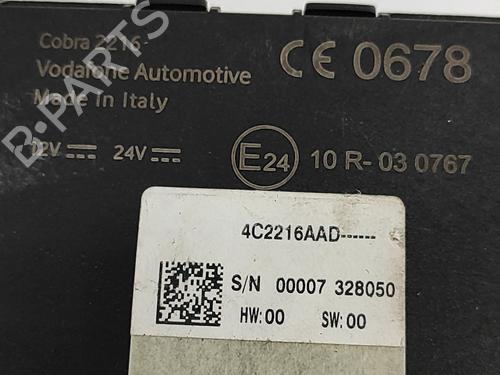 Cobra 2216
Vodafone Automotive
Made in Italy
CE 0678
12V 24V
E24 10 R- 03 0767
4C2216AAD------
S/N 00007 328050
HW:00 SW:00
B-PARTS